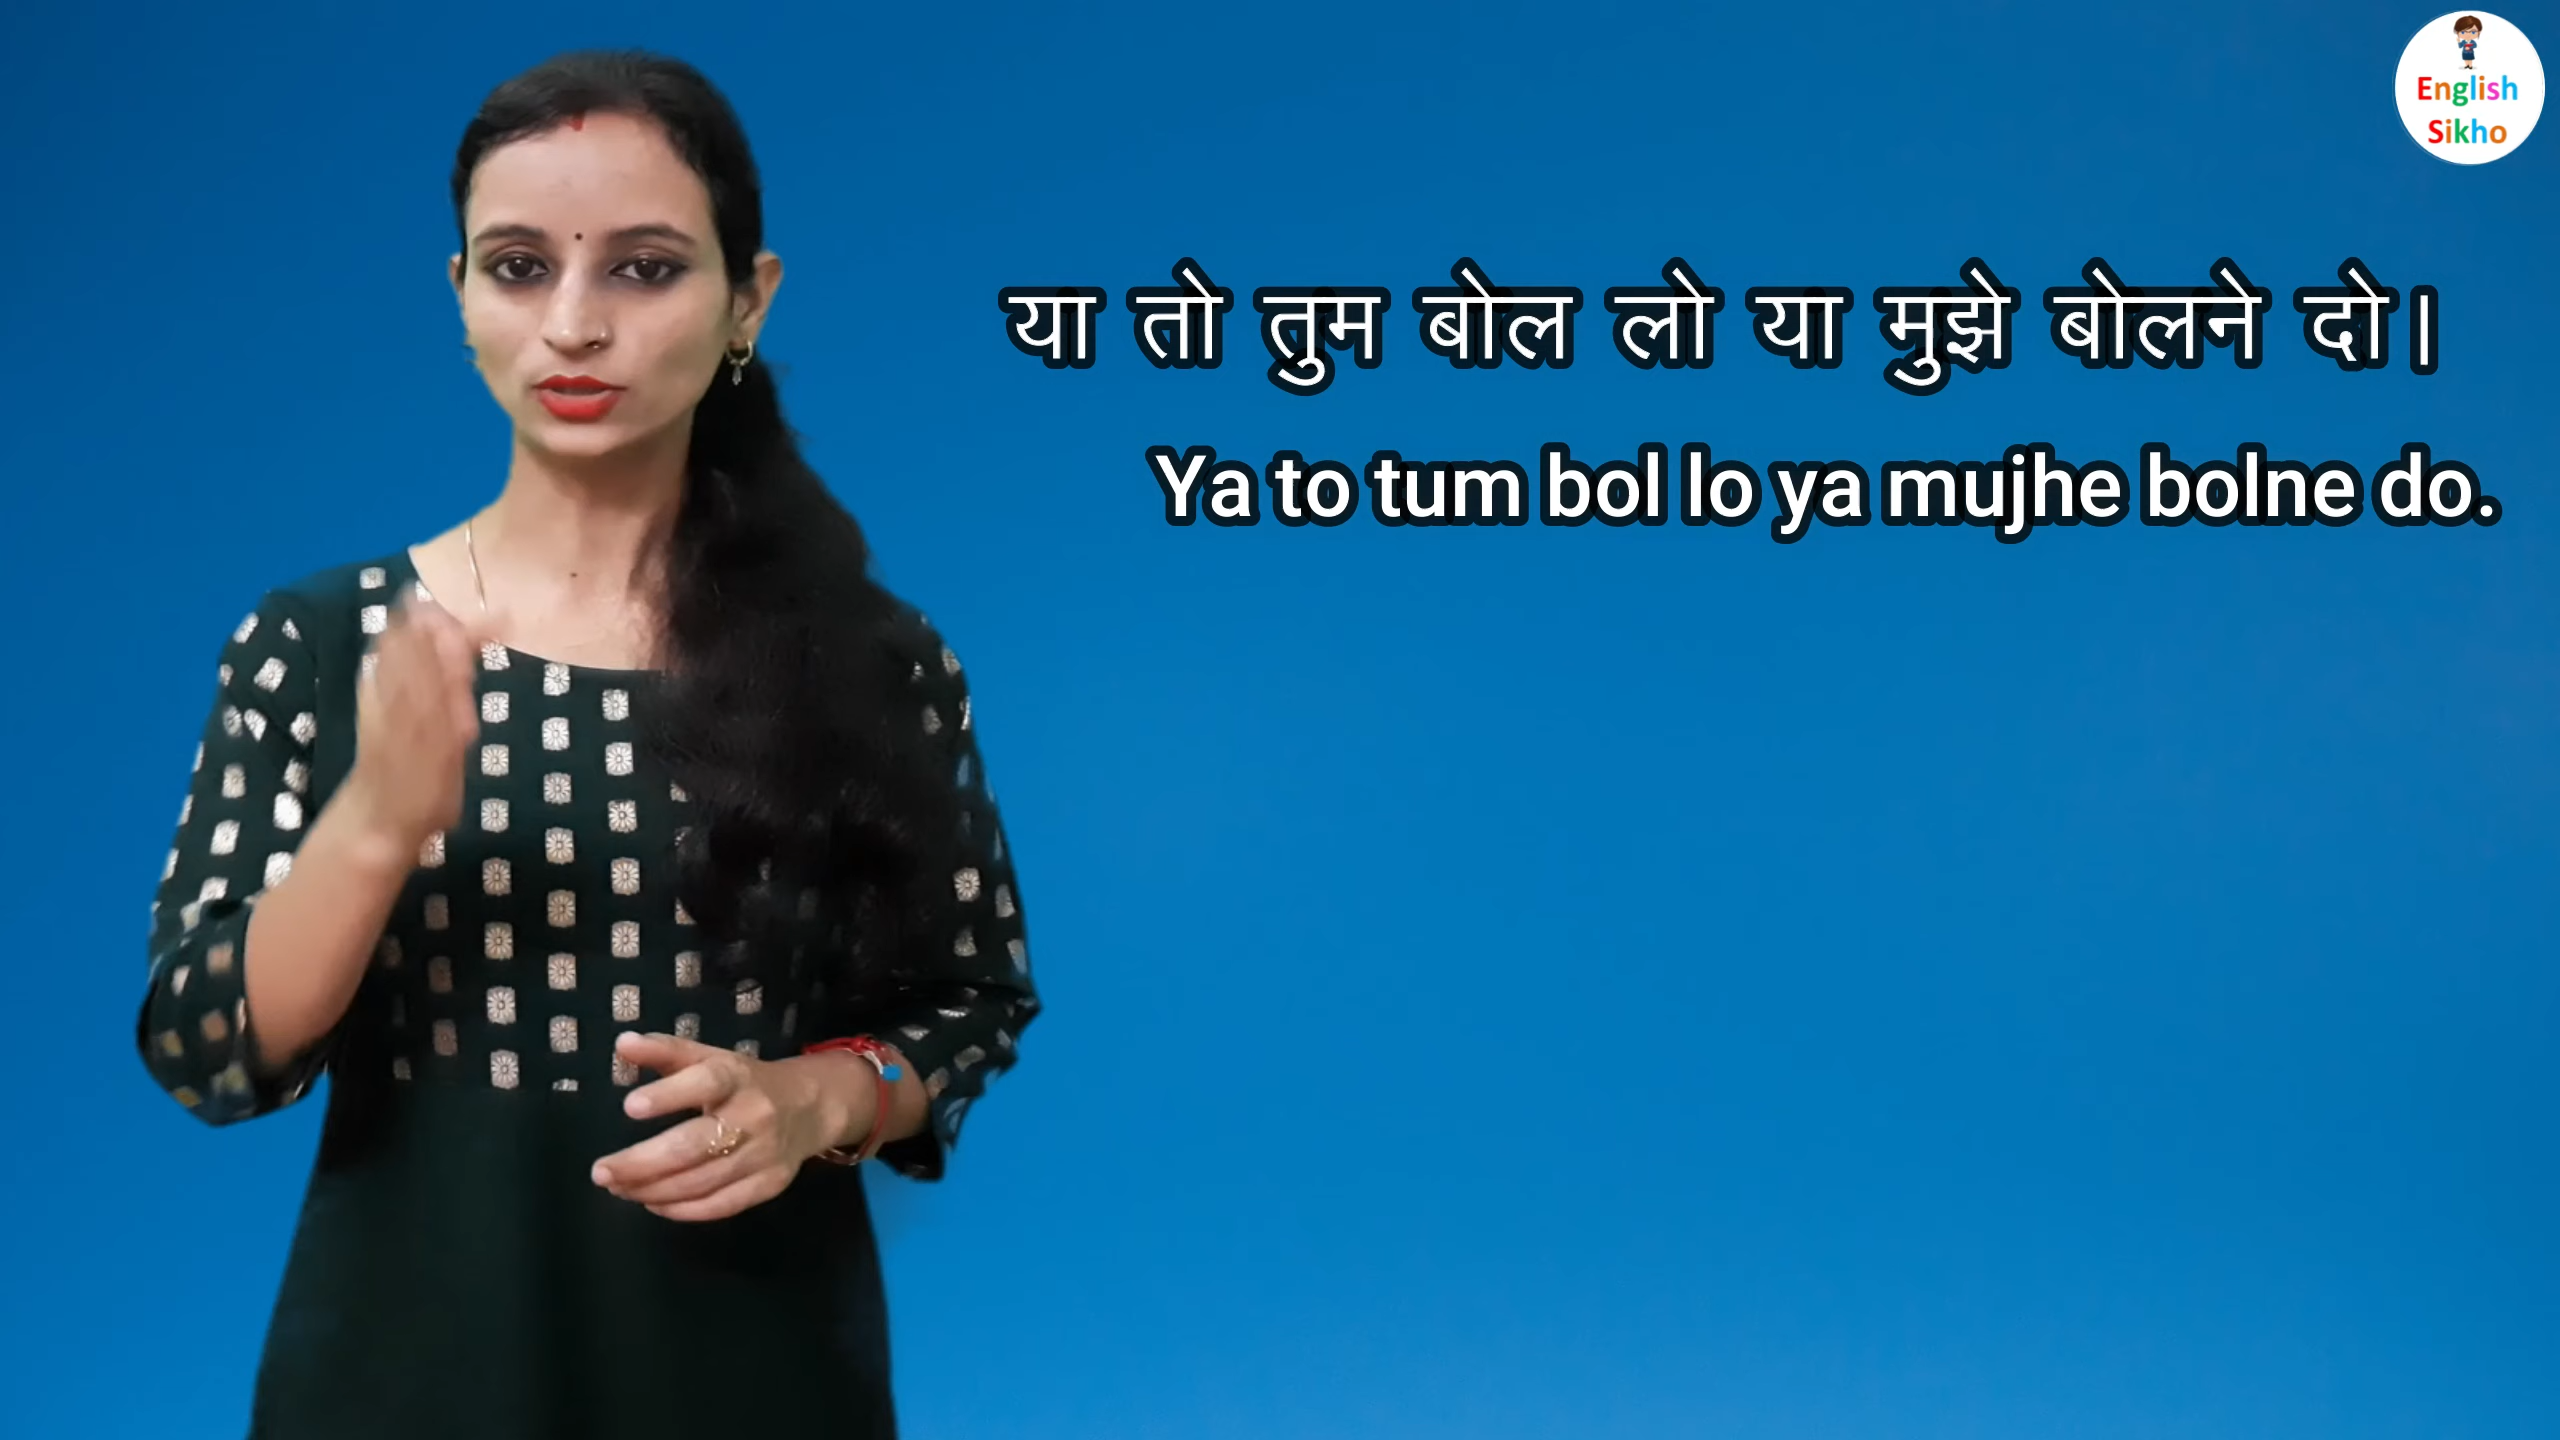 English
Sikho
या तो तुम बोल लो या मुझे बोलने दो।
Ya to tum bol lo ya mujhe bolne do.